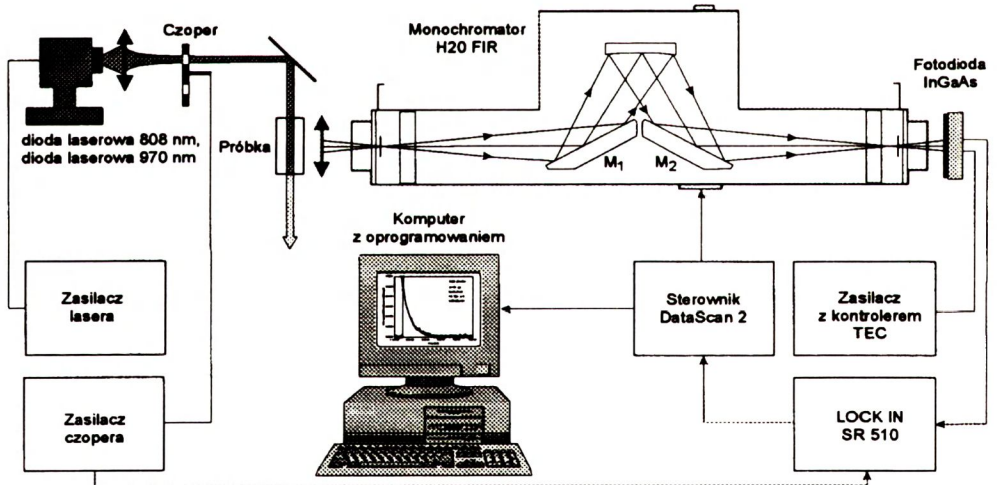 Czoper
Monochromator
H20 FIR
Fotodioda
InGaAs
dioda laserowa 808 nm,
dioda laserowa 970 nm
Próbka
M1
M2
Komputer
z oprogramowaniem
Zasilacz
lasera
Sterownik
DataScan 2
Zasilacz
z kontrolerem
TEC
Zasilacz
czopera
LOCK IN
SR 510